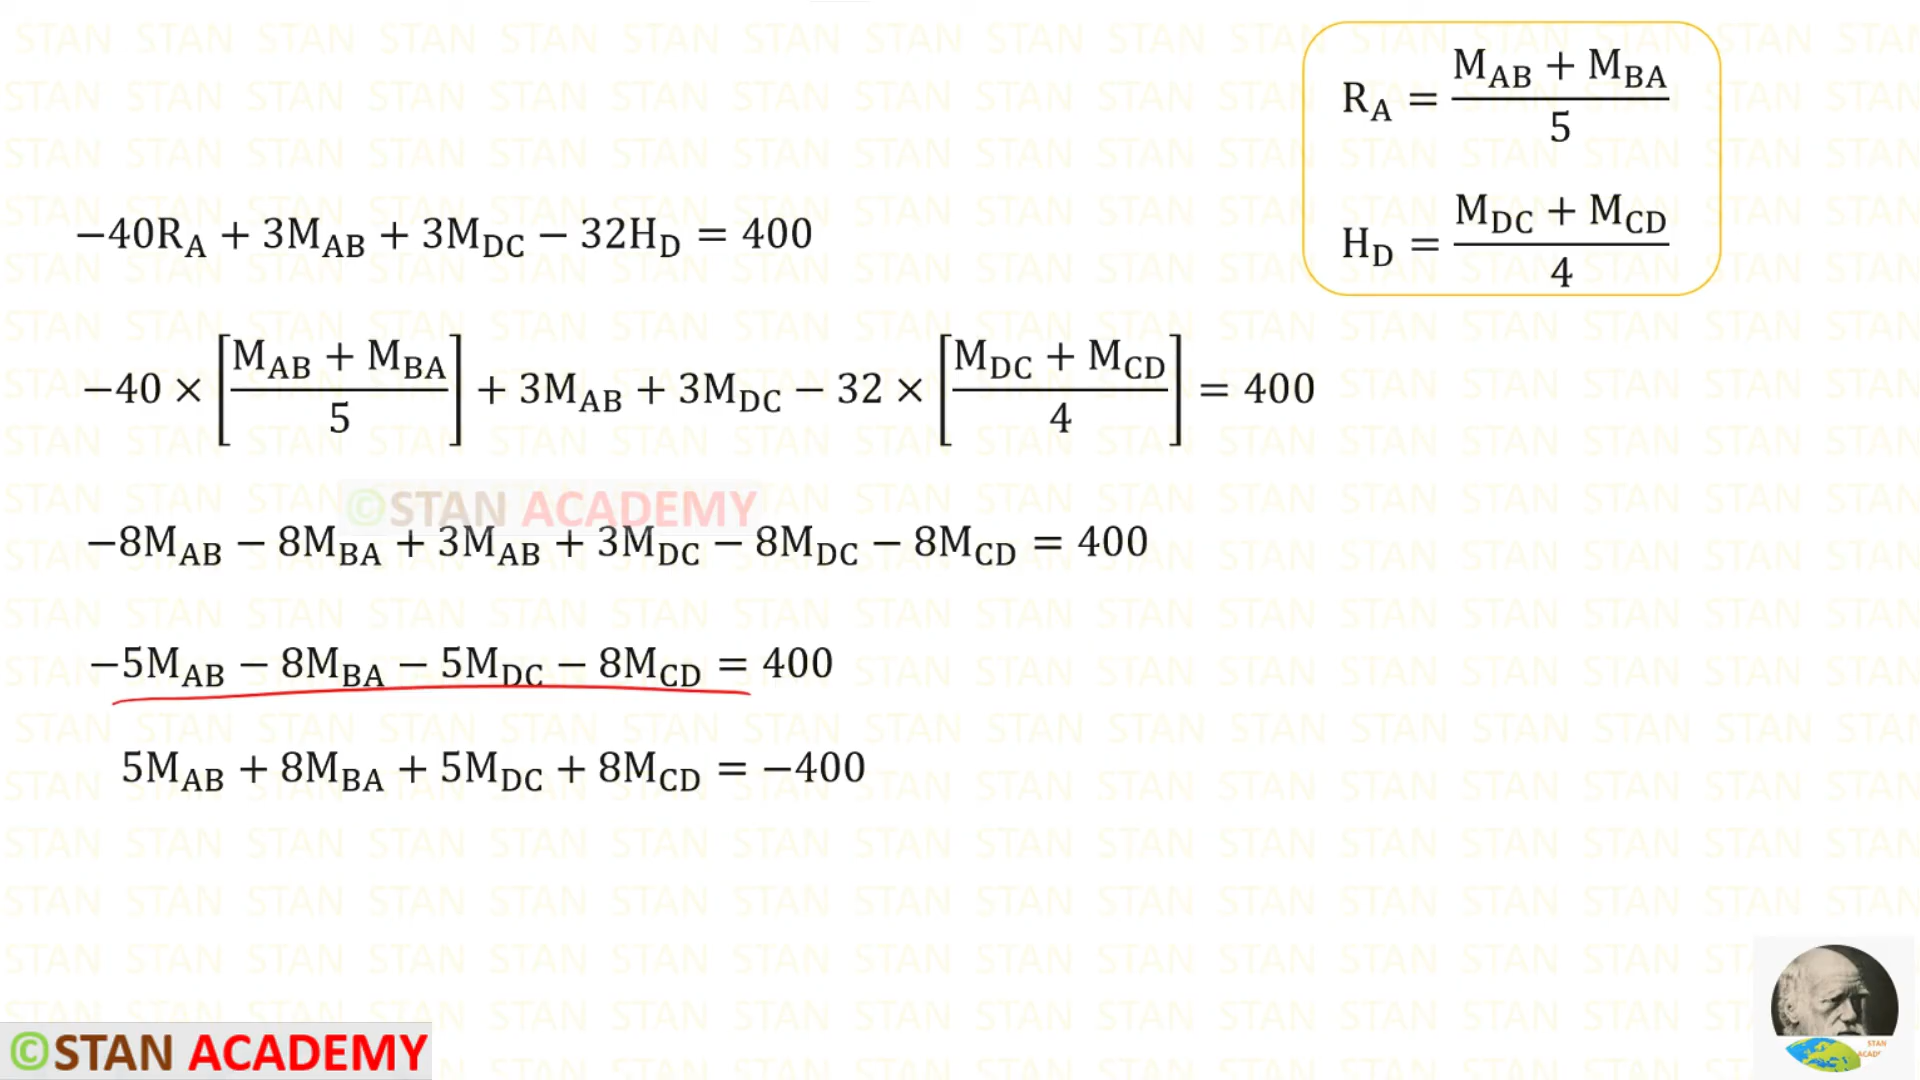 R_A = (M_AB + M_BA) / 5
H_D = (M_DC + M_CD) / 4
−40R_A + 3M_AB + 3M_DC − 32H_D = 400
−40 × [(M_AB + M_BA) / 5] + 3M_AB + 3M_DC − 32 × [(M_DC + M_CD) / 4] = 400
©STAN ACADEMY
−8M_AB − 8M_BA + 3M_AB + 3M_DC − 8M_DC − 8M_CD = 400
−5M_AB − 8M_BA − 5M_DC − 8M_CD = 400
5M_AB + 8M_BA + 5M_DC + 8M_CD = −400
©STAN ACADEMY
STAN